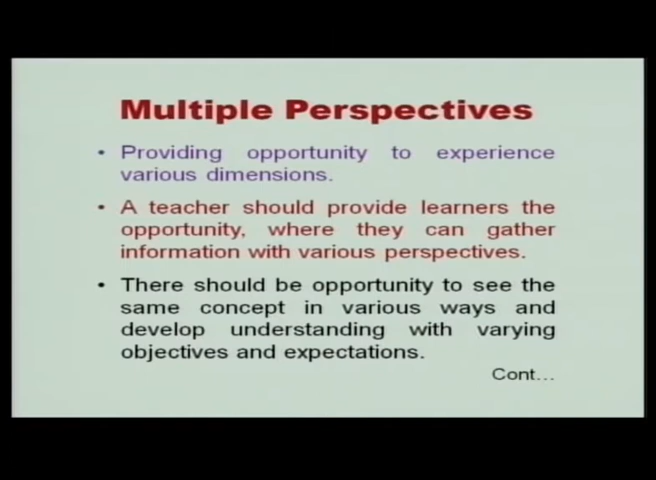 Multiple Perspectives
• Providing opportunity to experience
various dimensions.
• A teacher should provide learners the
opportunity, where they can gather
information with various perspectives.
• There should be opportunity to see the
same concept in various ways and
develop understanding with varying
objectives and expectations.
Cont...